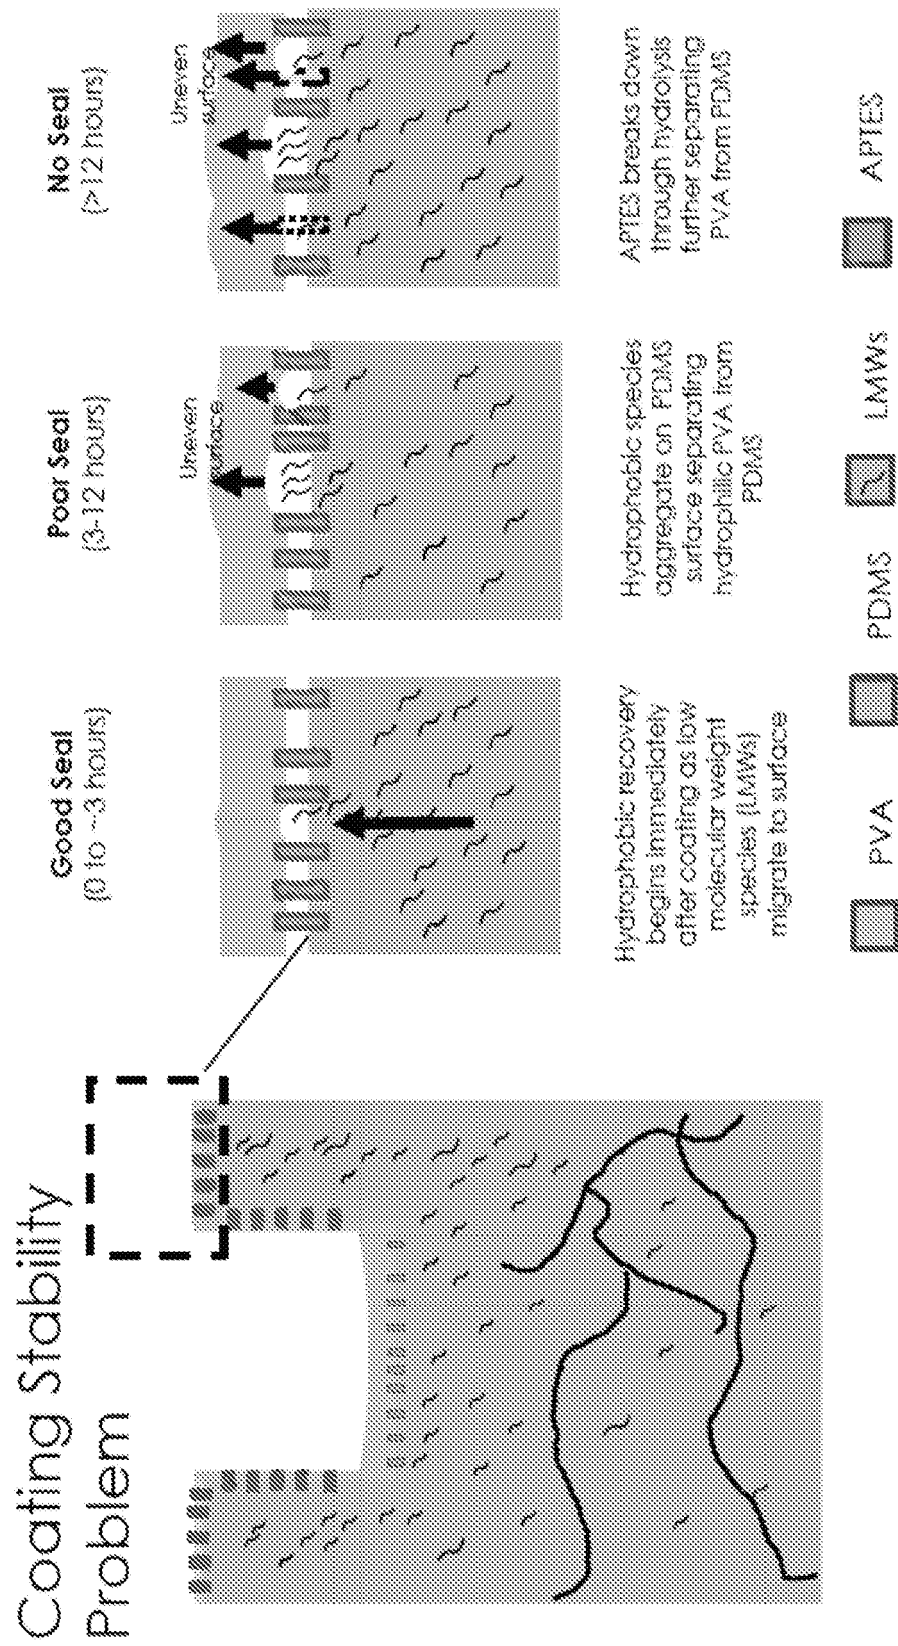 Coating Stability
Problem
Good Seal
(0 to ~3 hours)
Hydrophobic recovery
begins immediately
after coating as low
molecular weight
species (LMWs)
migrate to surface
Poor Seal
(3-12 hours)
Uneven
surface
Hydrophobic species
aggregate on PDMS
surface separating
hydrophilic PVA from
PDMS
No Seal
(>12 hours)
Uneven
surface
APTES breaks down
through hydrolysis
further separating
PVA from PDMS
PVA
PDMS
LMWs
APTES